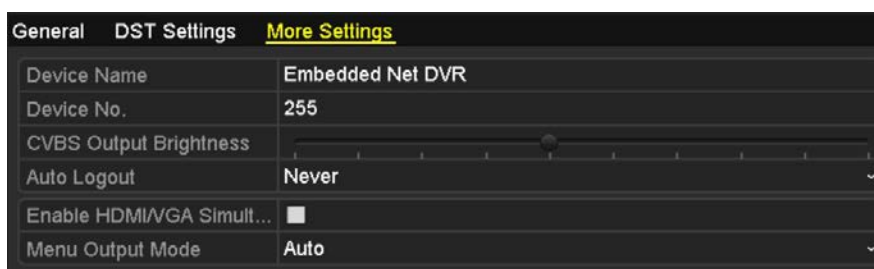 General DST Settings More Settings
Device Name Embedded Net DVR
Device No. 255
CVBS Output Brightness
Auto Logout Never
Enable HDMI/VGA Simult...
Menu Output Mode Auto